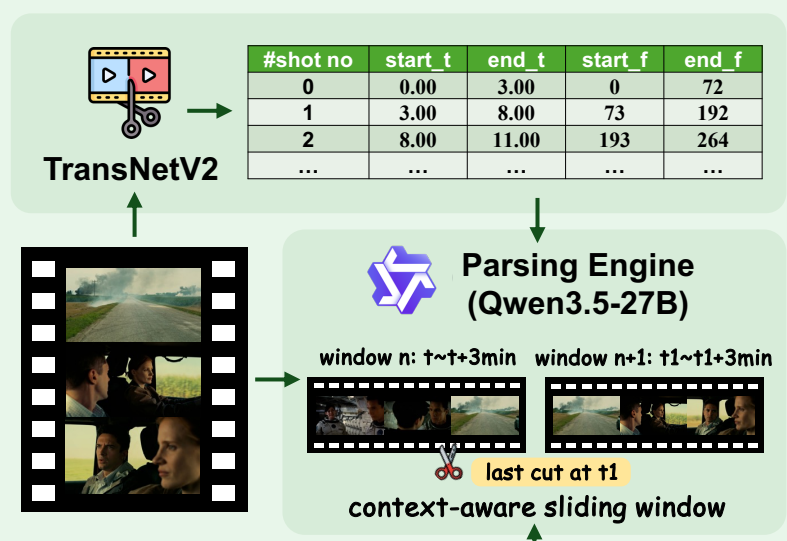 #shot no start_t end_t start_f end_f
0 0.00 3.00 0 72
1 3.00 8.00 73 192
2 8.00 11.00 193 264
... ... ... ... ...
TransNetV2
Parsing Engine
(Qwen3.5-27B)
window n: t~t+3min window n+1: t1~t1+3min
last cut at t1
context-aware sliding window